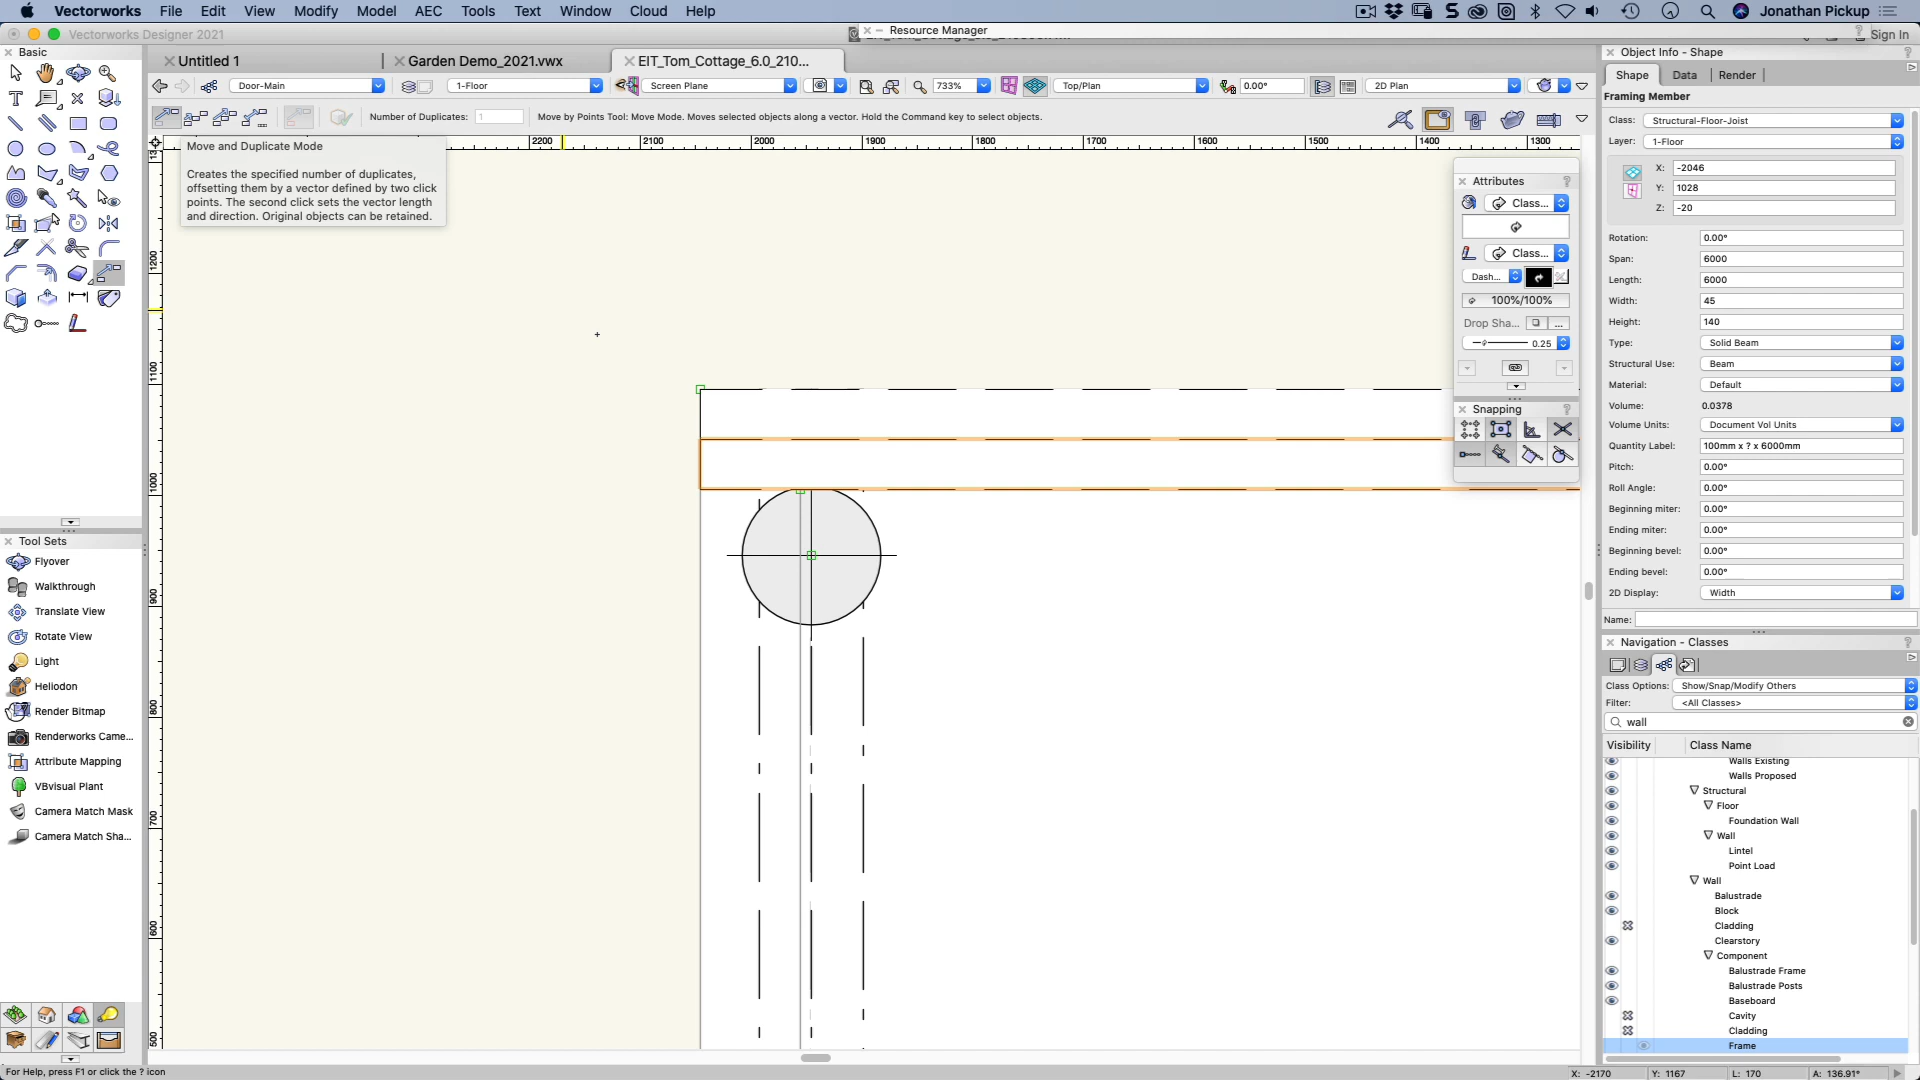 Vectorworks File Edit View Modify Model AEC Tools Text Window Cloud Help
Jonathan Pickup
Vectorworks Designer 2021
Resource Manager
Sign In
Basic
Untitled 1
Garden Demo_2021.vwx
EIT_Tom_Cottage_6.0_210...
Door-Main
1-Floor
Screen Plane
733%
Top/Plan
0.00°
2D Plan
Number of Duplicates: 1
Move by Points Tool: Move Mode. Moves selected objects along a vector. Hold the Command key to select objects.
2200 2100 2000 1900 1800 1700 1600 1500 1400 1300
Move and Duplicate Mode
Creates the specified number of duplicates,
offsetting them by a vector defined by two click
points. The second click sets the vector length
and direction. Original objects can be retained.
1200
1100
1000
900
800
700
600
500
Attributes
Class...
Class...
Dash...
100%/100%
Drop Sha...
...
0.25
Snapping
Tool Sets
Flyover
Walkthrough
Translate View
Rotate View
Light
Heliodon
Render Bitmap
Renderworks Came...
Attribute Mapping
VBvisual Plant
Camera Match Mask
Camera Match Sha...
Object Info - Shape
Shape Data Render
Framing Member
Class: Structural-Floor-Joist
Layer: 1-Floor
X: -2046
Y: 1028
Z: -20
Rotation: 0.00°
Span: 6000
Length: 6000
Width: 45
Height: 140
Type: Solid Beam
Structural Use: Beam
Material: Default
Volume: 0.0378
Volume Units: Document Vol Units
Quantity Label: 100mm x ? x 6000mm
Pitch: 0.00°
Roll Angle: 0.00°
Beginning miter: 0.00°
Ending miter: 0.00°
Beginning bevel: 0.00°
Ending bevel: 0.00°
2D Display: Width
Name:
Navigation - Classes
Class Options: Show/Snap/Modify Others
Filter: <All Classes>
wall
Visibility Class Name
Walls Existing
Walls Proposed
Structural
Floor
Foundation Wall
Wall
Lintel
Point Load
Wall
Balustrade
Block
Cladding
Clearstory
Component
Balustrade Frame
Balustrade Posts
Baseboard
Cavity
Cladding
Frame
For Help, press F1 or click the ? icon
X: -2170 Y: 1167 L: 170 A: 136.91°